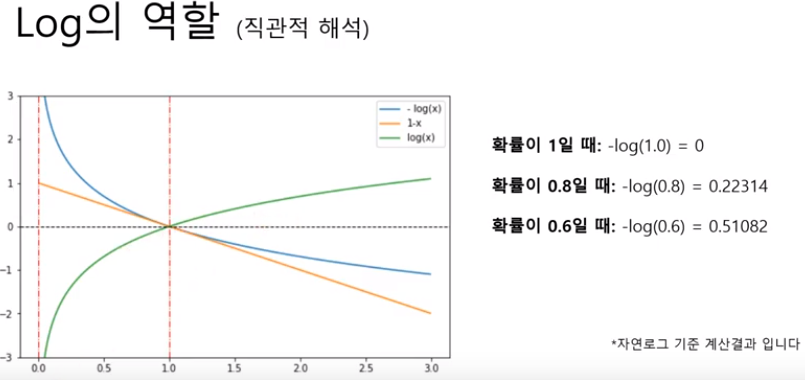 Log의 역할 (직관적 해석)
3
2
1
0
−1
−2
−3
0.0 0.5 1.0 1.5 2.0 2.5 3.0
- log(x)
1-x
log(x)
확률이 1일 때: -log(1.0) = 0
확률이 0.8일 때: -log(0.8) = 0.22314
확률이 0.6일 때: -log(0.6) = 0.51082
*자연로그 기준 계산결과 입니다